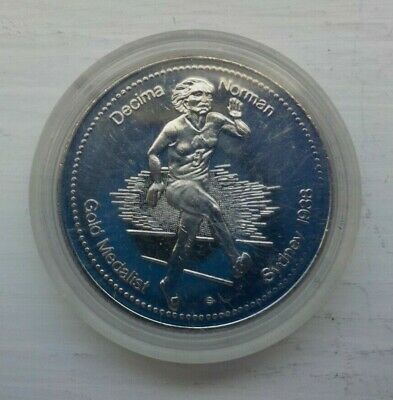 Decima Norman
Gold Medalist Sydney 1938